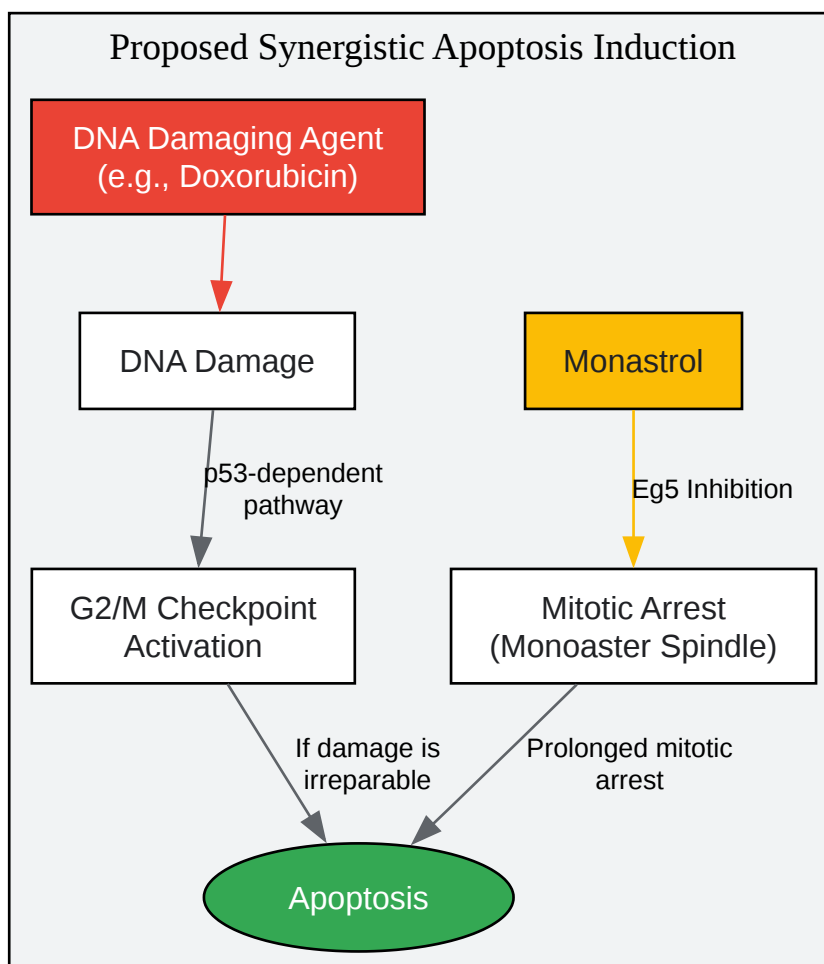 Proposed Synergistic Apoptosis Induction
DNA Damaging Agent
(e.g., Doxorubicin)
DNA Damage
Monastrol
p53-dependent
pathway
Eg5 Inhibition
G2/M Checkpoint
Activation
Mitotic Arrest
(Monoaster Spindle)
If damage is
irreparable
Prolonged mitotic
arrest
Apoptosis